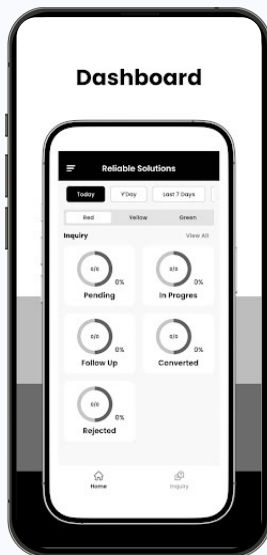 Dashboard
Reliable Solutions
Today Y'Day Last 7 Days
Red Yellow Green
Inquiry View All
0/0 0% 0/0 0%
Pending In Progres
0/0 0% 0/0 0%
Follow Up Converted
0/0 0%
Rejected
Home Inquiry